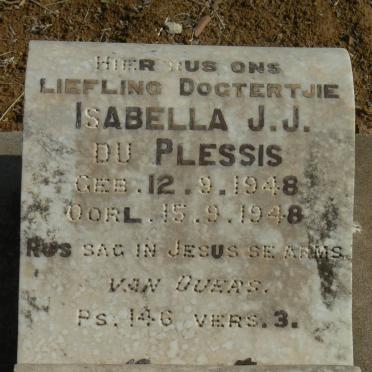 HIER RUS ONS
LIEFLING DOGTERTJIE
ISABELLA J.J.
DU PLESSIS
GEB. 12.9.1948
OORL. 15.9.1948
RUS SAG IN JESUS SE ARMS.
VAN OUERS.
PS. 146 VERS. 3.